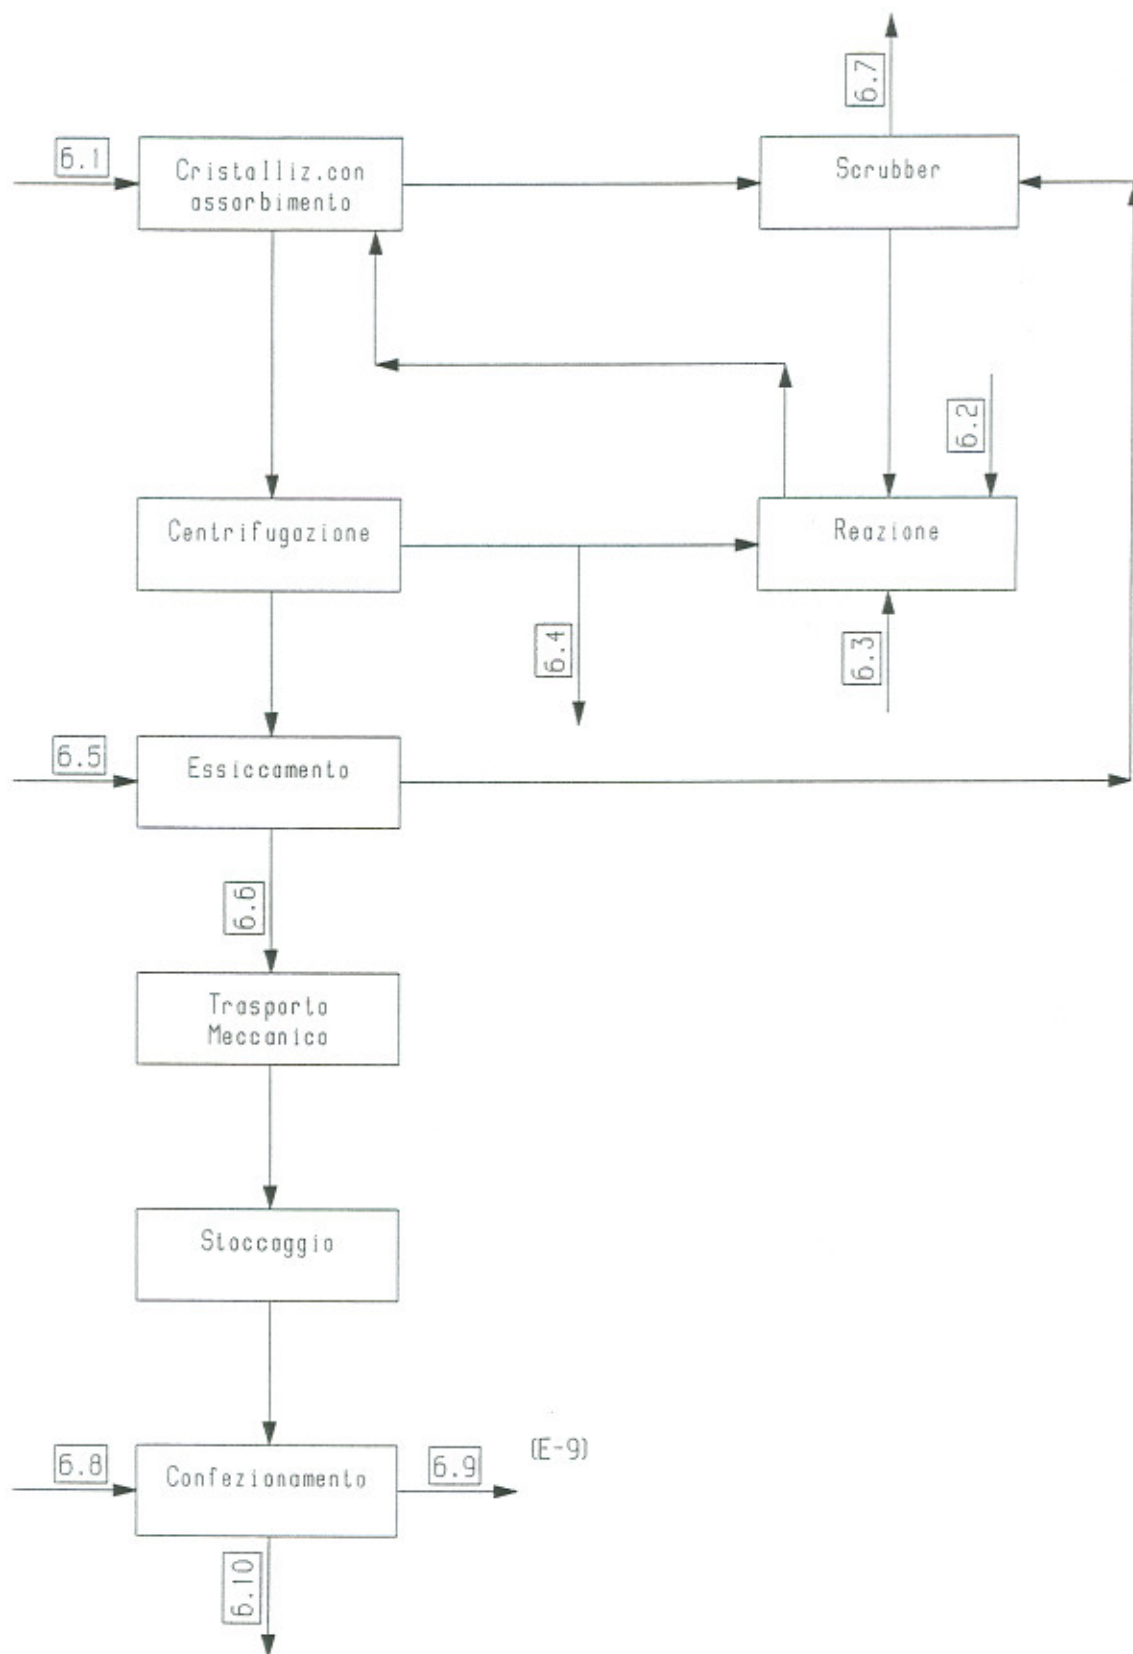 6.7
6.1
Cristalliz.con
assorbimento
Scrubber
6.2
Centrifugazione
Reazione
6.4
6.3
6.5
Essiccamento
6.6
Trasporto
Meccanico
Stoccaggio
(E-9)
6.8
Confezionamento
6.9
6.10